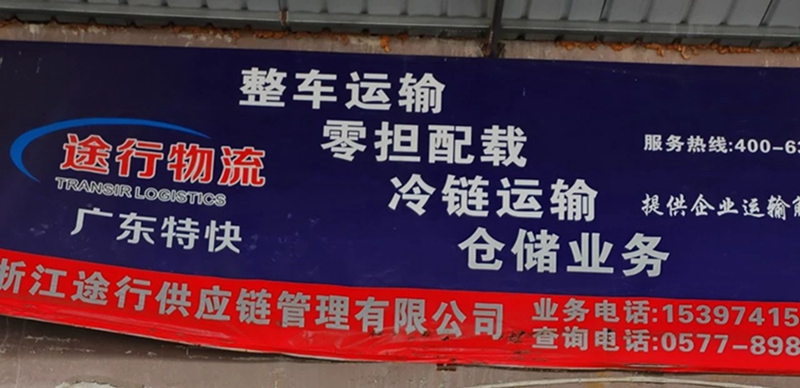 整车运输
零担配载
冷链运输
仓储业务
途行物流
TRANSIR LOGISTICS
广东特快
服务热线:400-63
提供企业运输
浙江途行供应链管理有限公司
业务电话:15397415
查询电话:0577-898